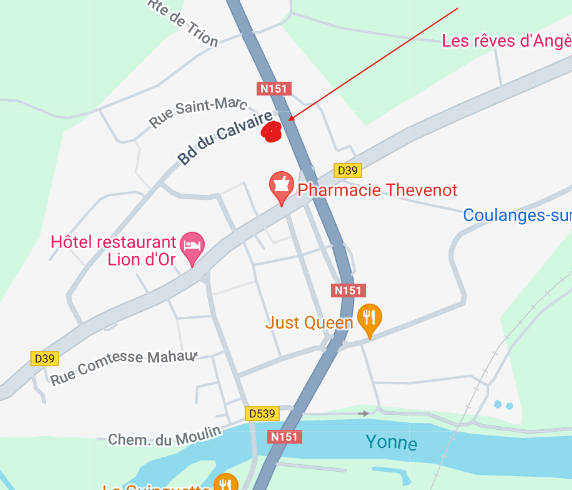 Rte de Trion
Les rêves d'Angè
N151
Rue Saint-Marc
Bd du Calvaire
D39
Pharmacie Thevenot
Coulanges-sur
Hôtel restaurant
Lion d'Or
N151
Just Queen
D39
Rue Comtesse Mahaur
D539
Chem. du Moulin
N151
Yonne
La Guinguette